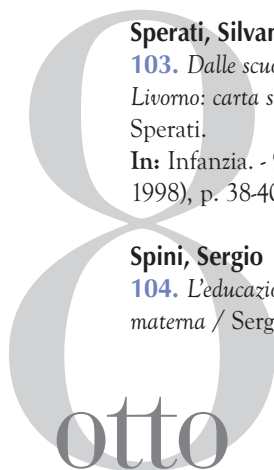 8
Sperati, Silvan
103. Dalle scuo
Livorno: carta s
Sperati.
In: Infanzia. -
1998), p. 38-40
Spini, Sergio
104. L'educazio
materna / Serg
otto